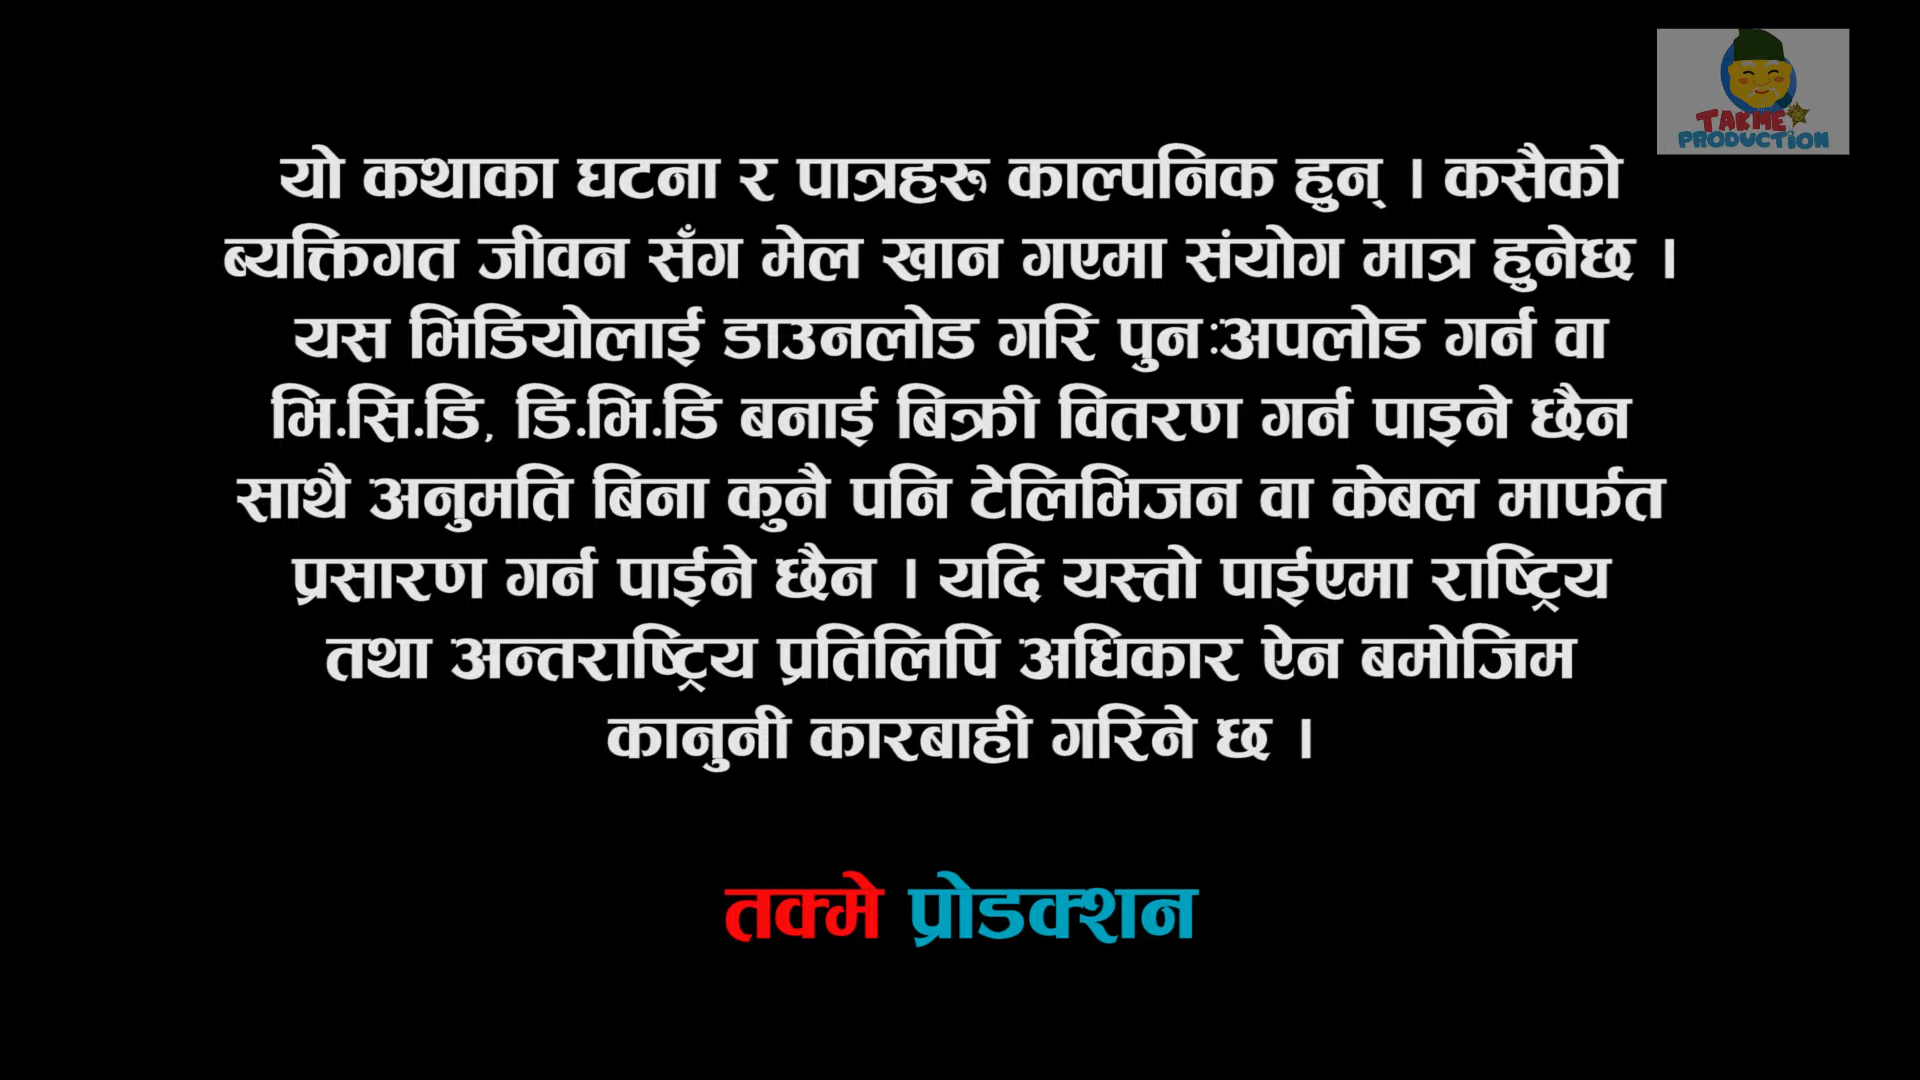 TAKME
PRODUCTION
यो कथाका घटना र पात्रहरु काल्पनिक हुन् । कसैको
ब्यक्तिगत जीवन सँग मेल खान गएमा संयोग मात्र हुनेछ ।
यस भिडियोलाई डाउनलोड गरि पुनःअपलोड गर्न वा
भि.सि.डि, डि.भि.डि बनाई बिक्री वितरण गर्न पाइने छैन
साथै अनुमति बिना कुनै पनि टेलिभिजन वा केबल मार्फत
प्रसारण गर्न पाईने छैन । यदि यस्तो पाईएमा राष्ट्रिय
तथा अन्तराष्ट्रिय प्रतिलिपि अधिकार ऐन बमोजिम
कानुनी कारबाही गरिने छ ।
तक्मे प्रोडक्शन